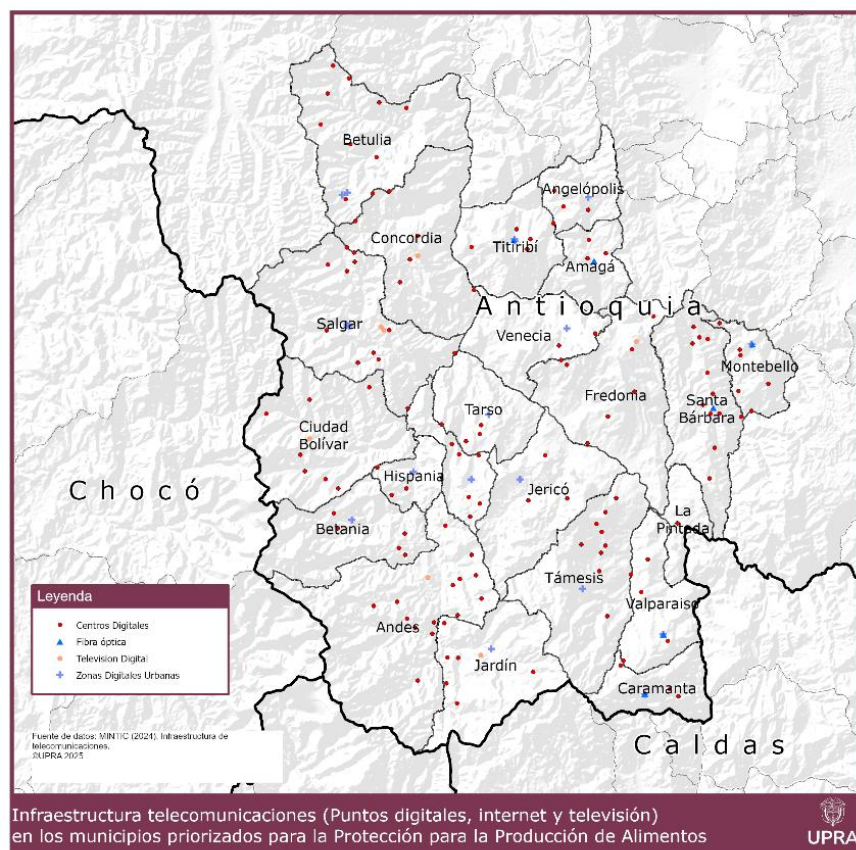 Betulia
Angelópolis
Concordia
Titiribí
Amagá
Antioquia
Salgar
Venecia
Montebello
Fredonia
Santa
Bárbara
Tarso
Ciudad
Bolívar
Hispania
Jericó
Chocó
La
Pintada
Betania
Támesis
Valparaiso
Andes
Jardín
Caramanta
Caldas
Leyenda
Centros Digitales
Fibra óptica
Television Digital
Zonas Digitales Urbanas
Fuente de datos: MINTIC (2024). Infraestructura de
telecomunicaciones.
©UPRA 2025
Infraestructura telecomunicaciones (Puntos digitales, internet y televisión)
en los municipios priorizados para la Protección para la Producción de Alimentos
UPRA